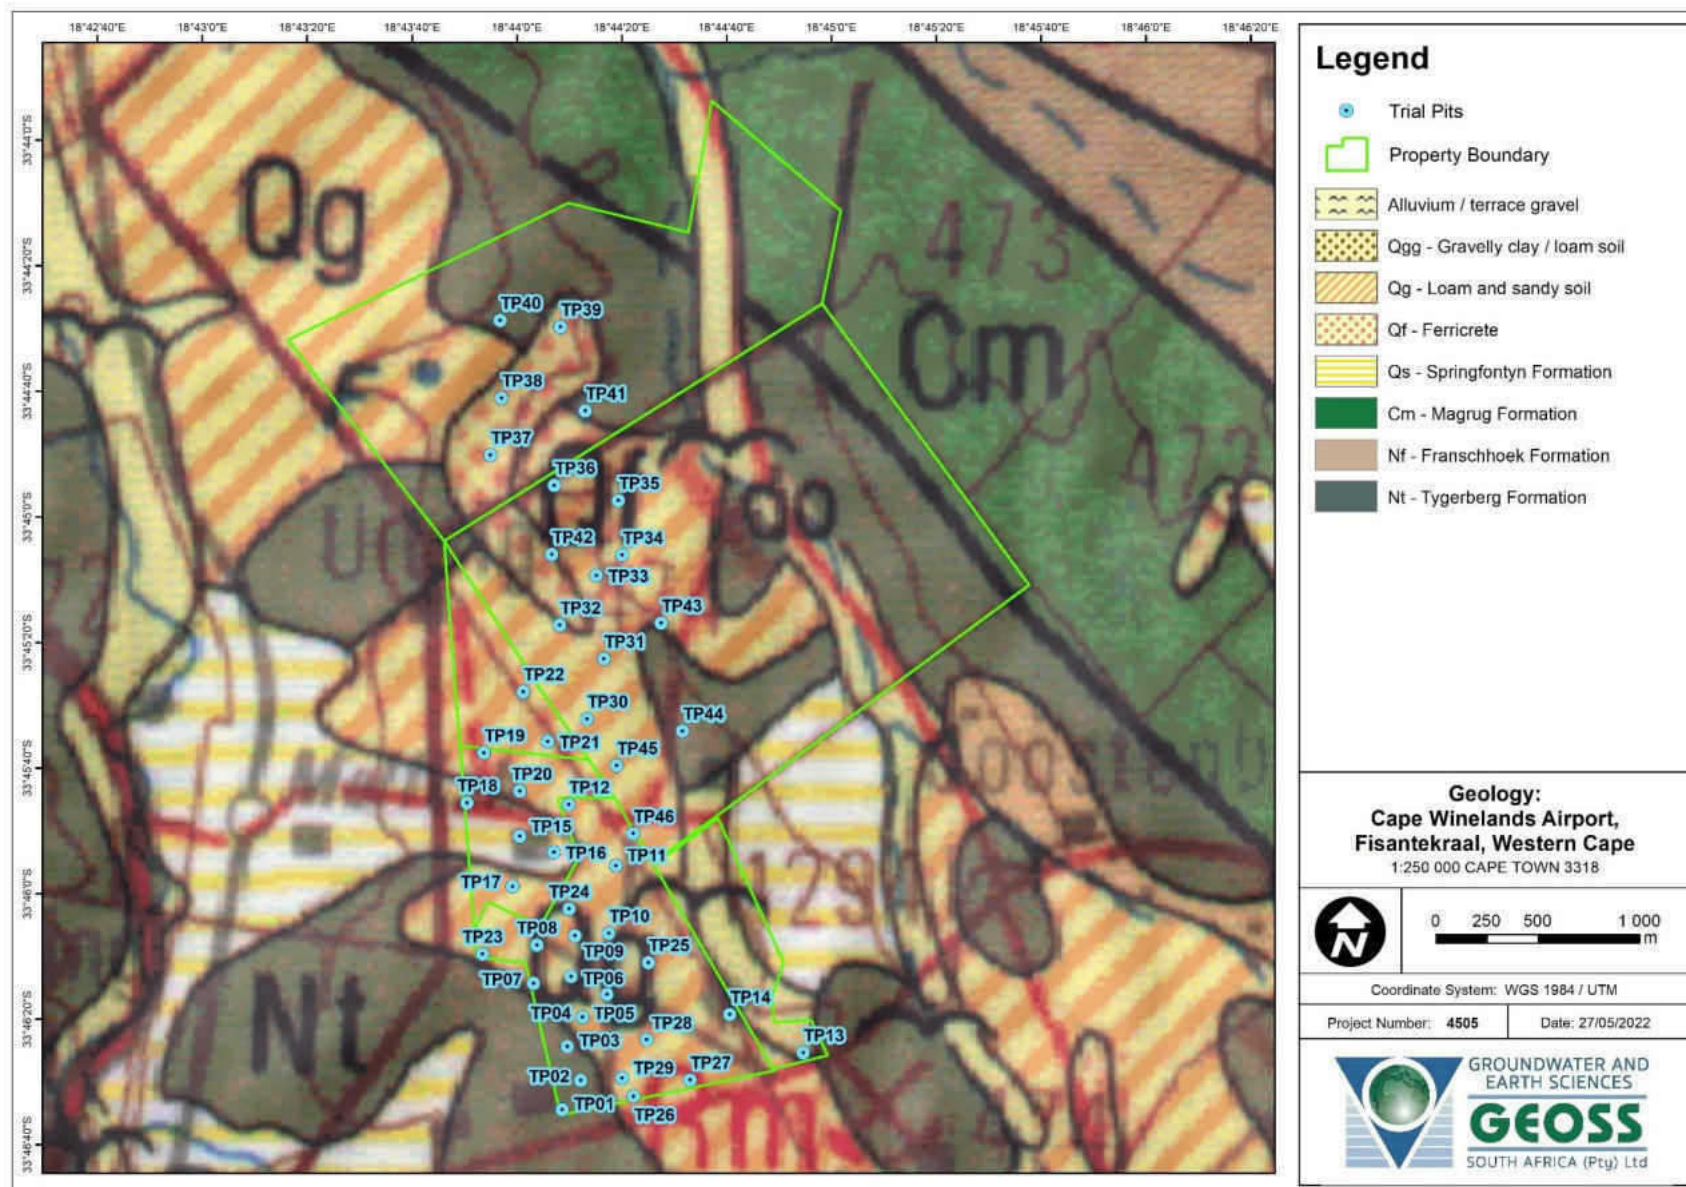 18°42'40"E 18°43'0"E 18°43'20"E 18°43'40"E 18°44'0"E 18°44'20"E 18°44'40"E 18°45'0"E 18°45'20"E 18°45'40"E 18°46'0"E 18°46'20"E
33°44'0"S
33°44'20"S
33°44'40"S
33°45'0"S
33°45'20"S
33°45'40"S
33°46'0"S
33°46'20"S
33°46'40"S
Qg
473
Cm
TP40
TP39
TP38
TP41
TP37
TP36
TP35
TP42
TP34
TP33
TP32
TP43
TP31
TP22
TP30
TP44
TP19
TP21
TP45
TP20
TP18
TP12
TP46
TP15
TP16
TP11
129
TP17
TP24
TP10
TP08
TP23
TP09
TP25
TP06
TP07
TP04
TP05
TP14
TP28
Nt
TP03
TP13
TP02
TP29
TP27
TP01
TP26
Legend
Trial Pits
Property Boundary
Alluvium / terrace gravel
Qgg - Gravelly clay / loam soil
Qg - Loam and sandy soil
Qf - Ferricrete
Qs - Springfontyn Formation
Cm - Magrug Formation
Nf - Franschhoek Formation
Nt - Tygerberg Formation
Geology:
Cape Winelands Airport,
Fisantekraal, Western Cape
1:250 000 CAPE TOWN 3318
N
0 250 500 1 000
m
Coordinate System: WGS 1984 / UTM
Project Number: 4505 Date: 27/05/2022
GROUNDWATER AND
EARTH SCIENCES
GEOSS
SOUTH AFRICA (Pty) Ltd